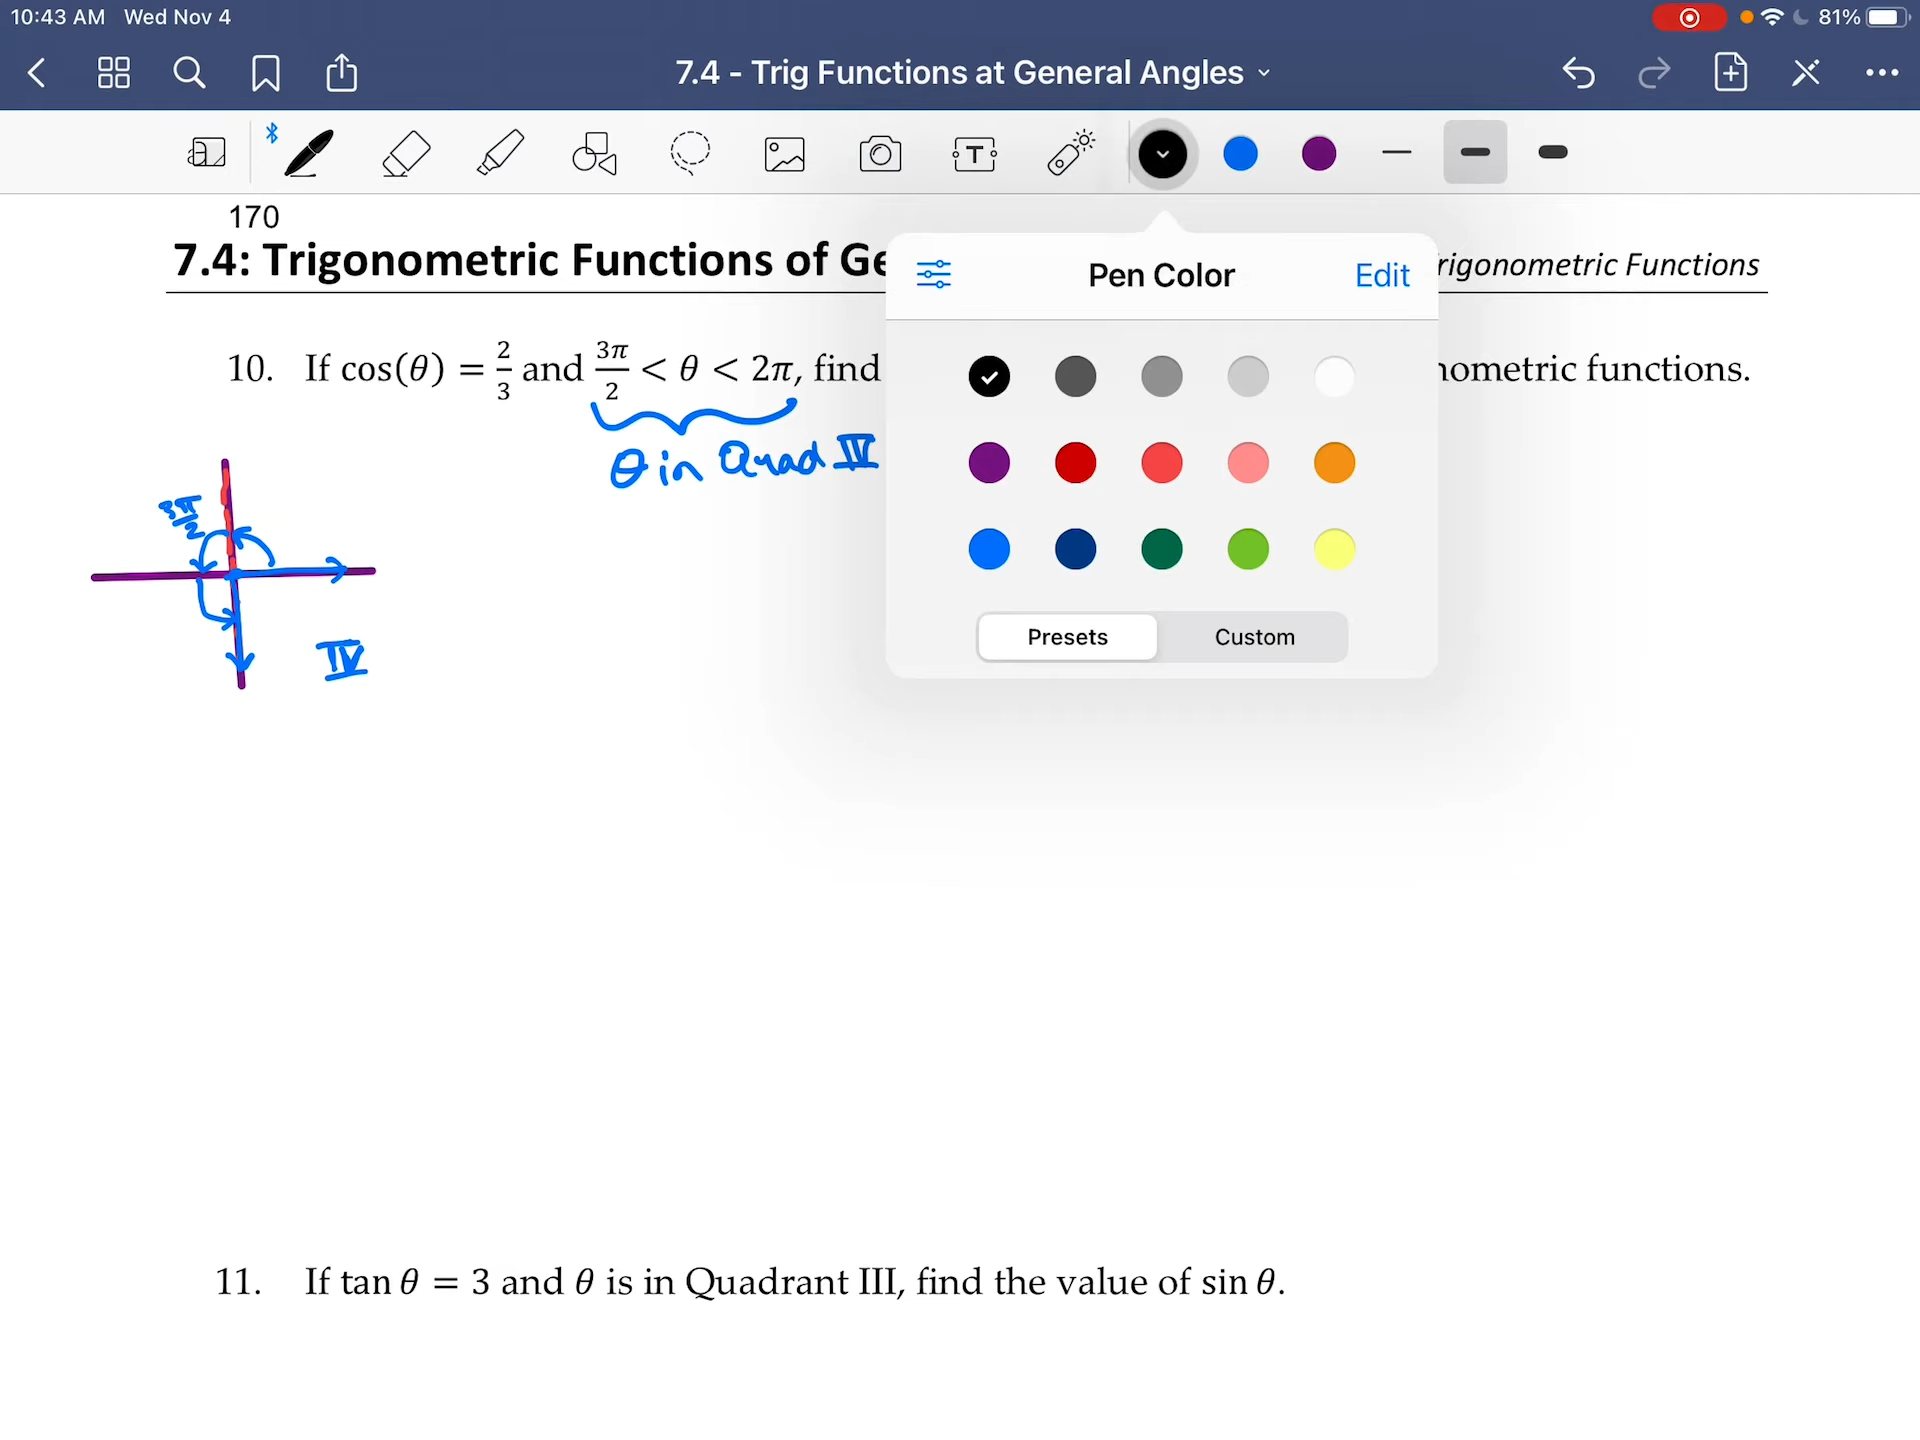 10:43 AM Wed Nov 4
81%
7.4 - Trig Functions at General Angles
170
7.4: Trigonometric Functions of Ge
rigonometric Functions
Pen Color
Edit
10. If cos(θ) = 2/3 and 3π/2 < θ < 2π, find
nometric functions.
θ in Quad IV
3π/2
IV
Presets
Custom
11. If tan θ = 3 and θ is in Quadrant III, find the value of sin θ.